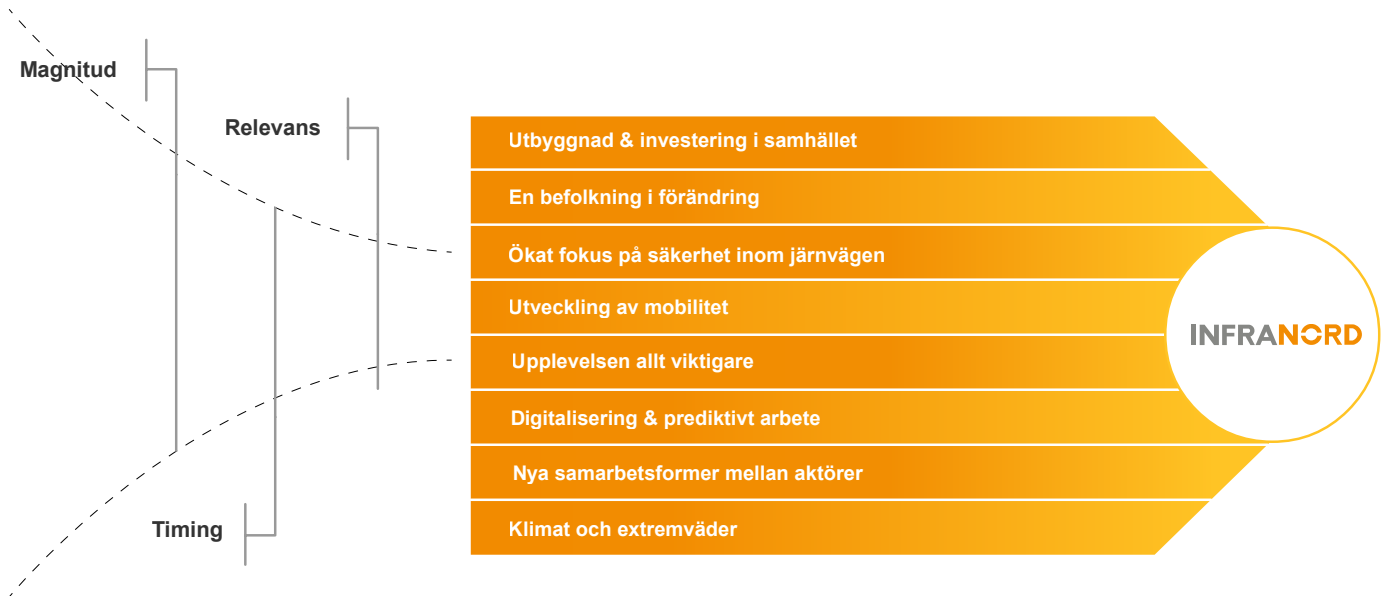 Magnitud
Relevans
Timing
Utbyggnad & investering i samhället
En befolkning i förändring
Ökat fokus på säkerhet inom järnvägen
Utveckling av mobilitet
Upplevelsen allt viktigare
Digitalisering & prediktivt arbete
Nya samarbetsformer mellan aktörer
Klimat och extremväder
INFRANORD